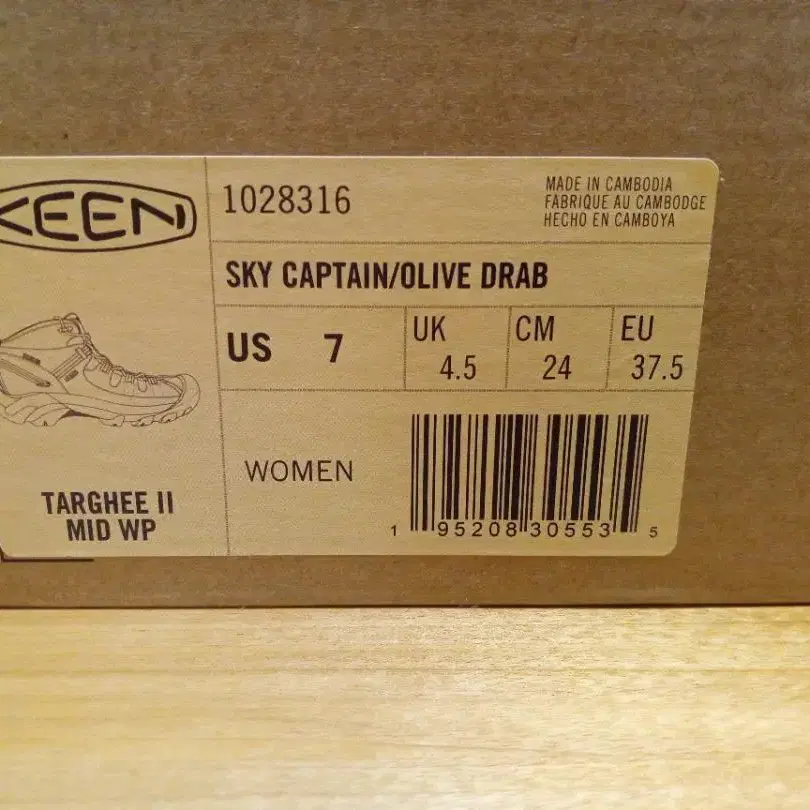 KEEN
1028316
MADE IN CAMBODIA
FABRIQUE AU CAMBODGE
HECHO EN CAMBOYA
SKY CAPTAIN/OLIVE DRAB
US 7
UK 4.5
CM 24
EU 37.5
WOMEN
TARGHEE II
MID WP
1 95208 30553 5